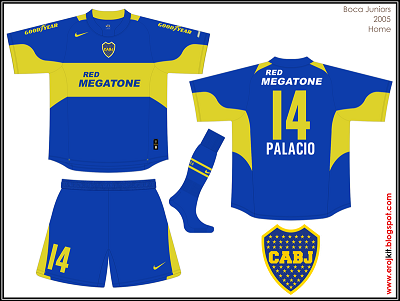 Boca Juniors
2005
Home
GOODYEAR
GOODYEAR
CABJ
RED
MEGATONE
RED
MEGATONE
14
PALACIO
14
CABJ
www.erojkit.blogspot.com